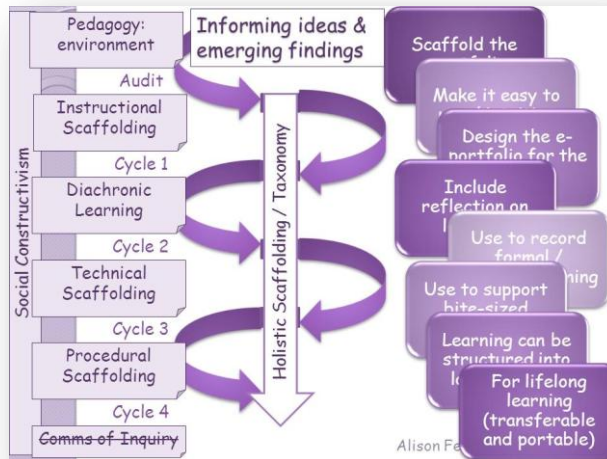 Pedagogy:
environment
Audit
Instructional
Scaffolding
Cycle 1
Diachronic
Learning
Cycle 2
Technical
Scaffolding
Cycle 3
Procedural
Scaffolding
Cycle 4
Comms of Inquiry
Social Constructivism
Informing ideas &
emerging findings
Holistic Scaffolding / Taxonomy
Scaffold the
Make it easy to
Design the e-
portfolio for the
Include
reflection on
Use to record
formal /
Use to support
bite-sized
Learning can be
structured into
For lifelong
learning
(transferable
and portable)
Alison